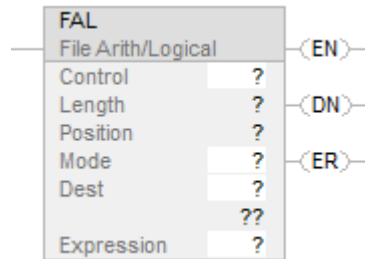 FAL
File Arith/Logical
EN
Control ?
Length ?
DN
Position ?
Mode ?
ER
Dest ?
??
Expression ?